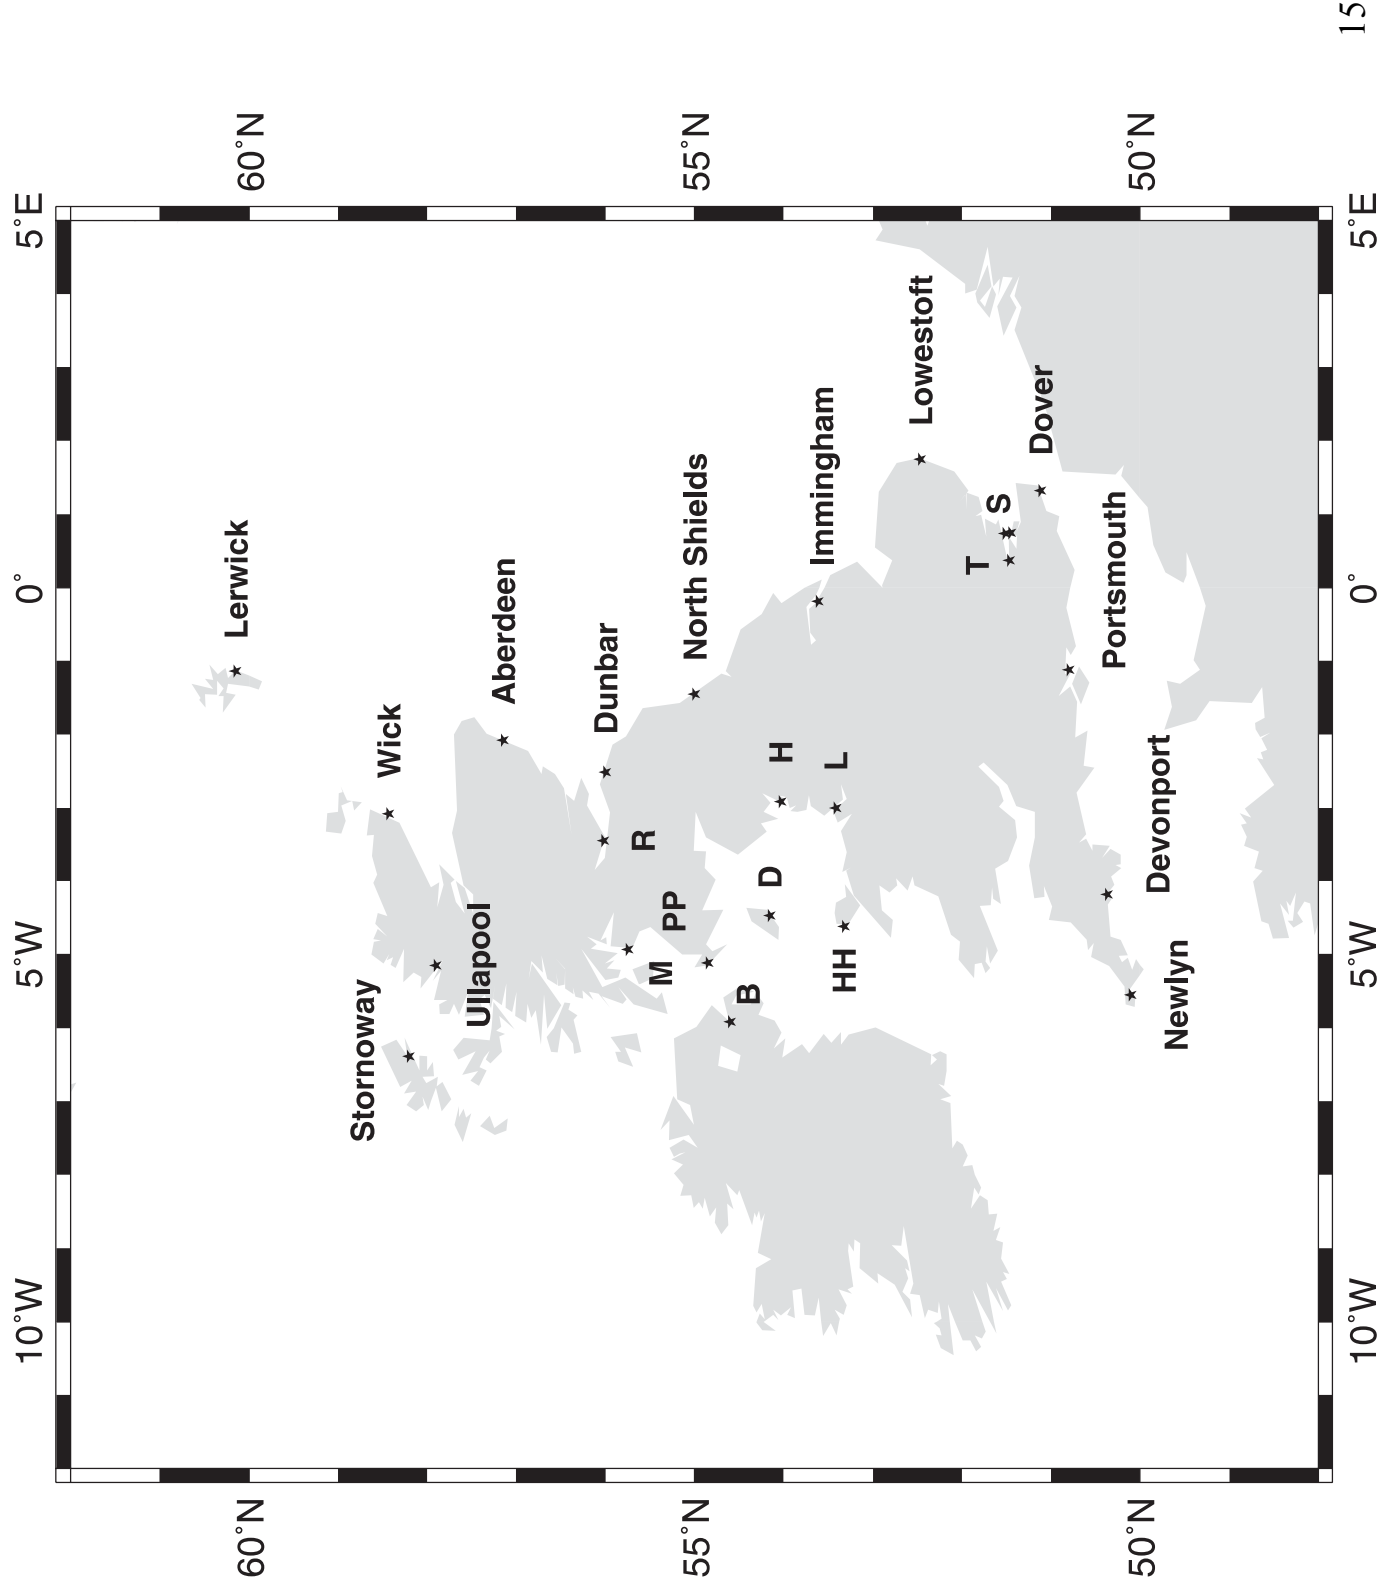 10°W
5°W
0°
5°E
60°N
60°N
Lerwick
Stornoway
Wick
Ullapool
Aberdeen
Dunbar
R
M
PP
55°N
55°N
North Shields
B
D
H
HH
L
Immingham
Lowestoft
T
S
Dover
Portsmouth
50°N
50°N
Devonport
Newlyn
10°W
5°W
0°
5°E
15